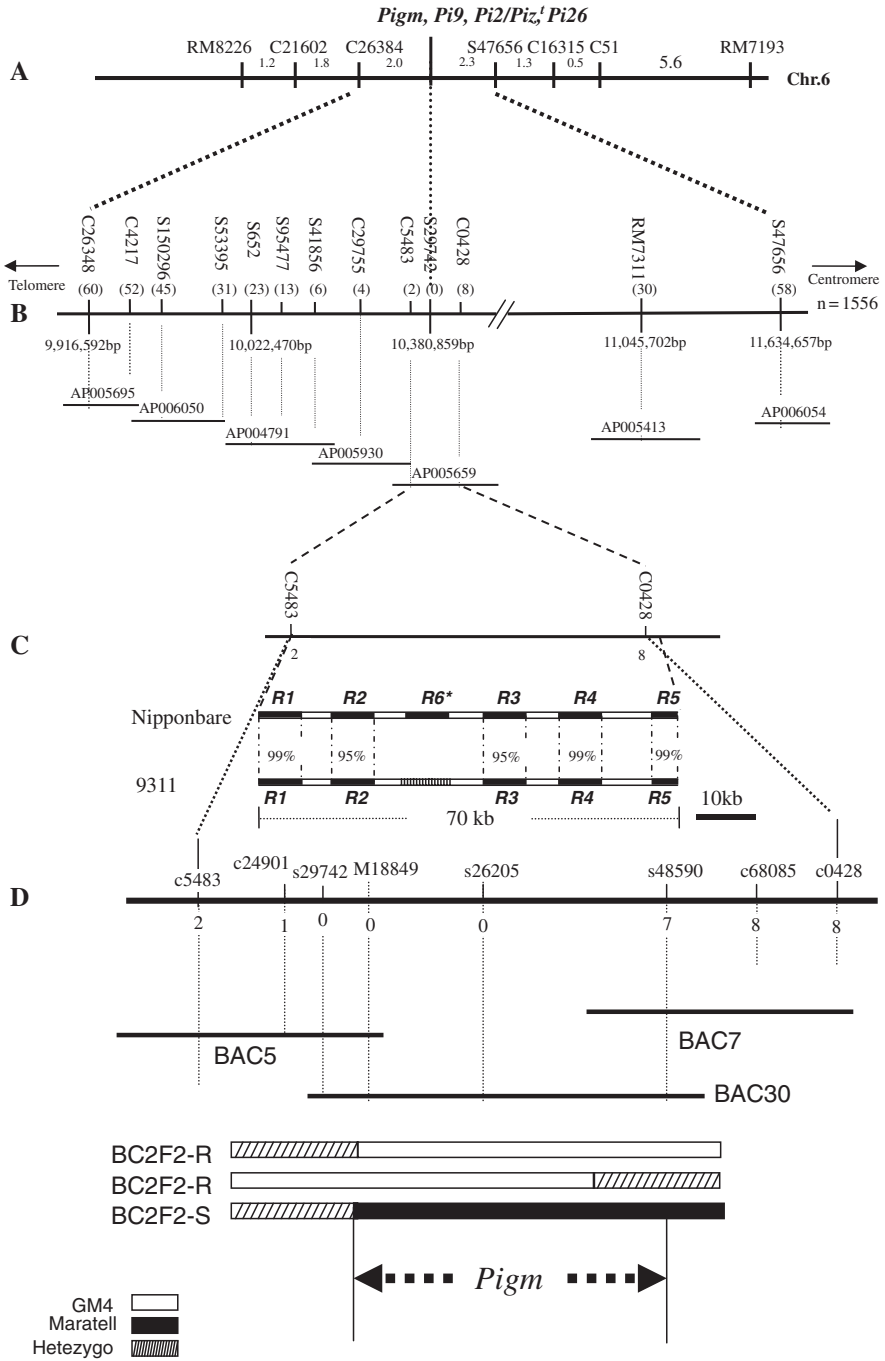 Pigm, Pi9, Pi2/Piz,t Pi26
RM8226 C21602 C26384 S47656 C16315 C51 RM7193
A
1.2 1.8 2.0 2.3 1.3 0.5 5.6
Chr.6
C26348 C4217 S150296 S53395 S652 S95477 S41856 C29755 C5483 S29742 C0428 RM7311 S47656
Telomere
Centromere
(60) (52) (45) (31) (23) (13) (6) (4) (2) (0) (8) (30) (58)
n = 1556
B
9,916,592bp 10,022,470bp 10,380,859bp 11,045,702bp 11,634,657bp
AP005695
AP006050
AP004791
AP005930
AP005659
AP005413
AP006054
C5483 C0428
C
2 8
R1 R2 R6* R3 R4 R5
Nipponbare
99% 95% 95% 99% 99%
9311
R1 R2 R3 R4 R5
70 kb
10kb
c5483 c24901 s29742 M18849 s26205 s48590 c68085 c0428
D
2 1 0 0 0 7 8 8
BAC5
BAC7
BAC30
BC2F2-R
BC2F2-R
BC2F2-S
Pigm
GM4
Maratell
Hetezygo